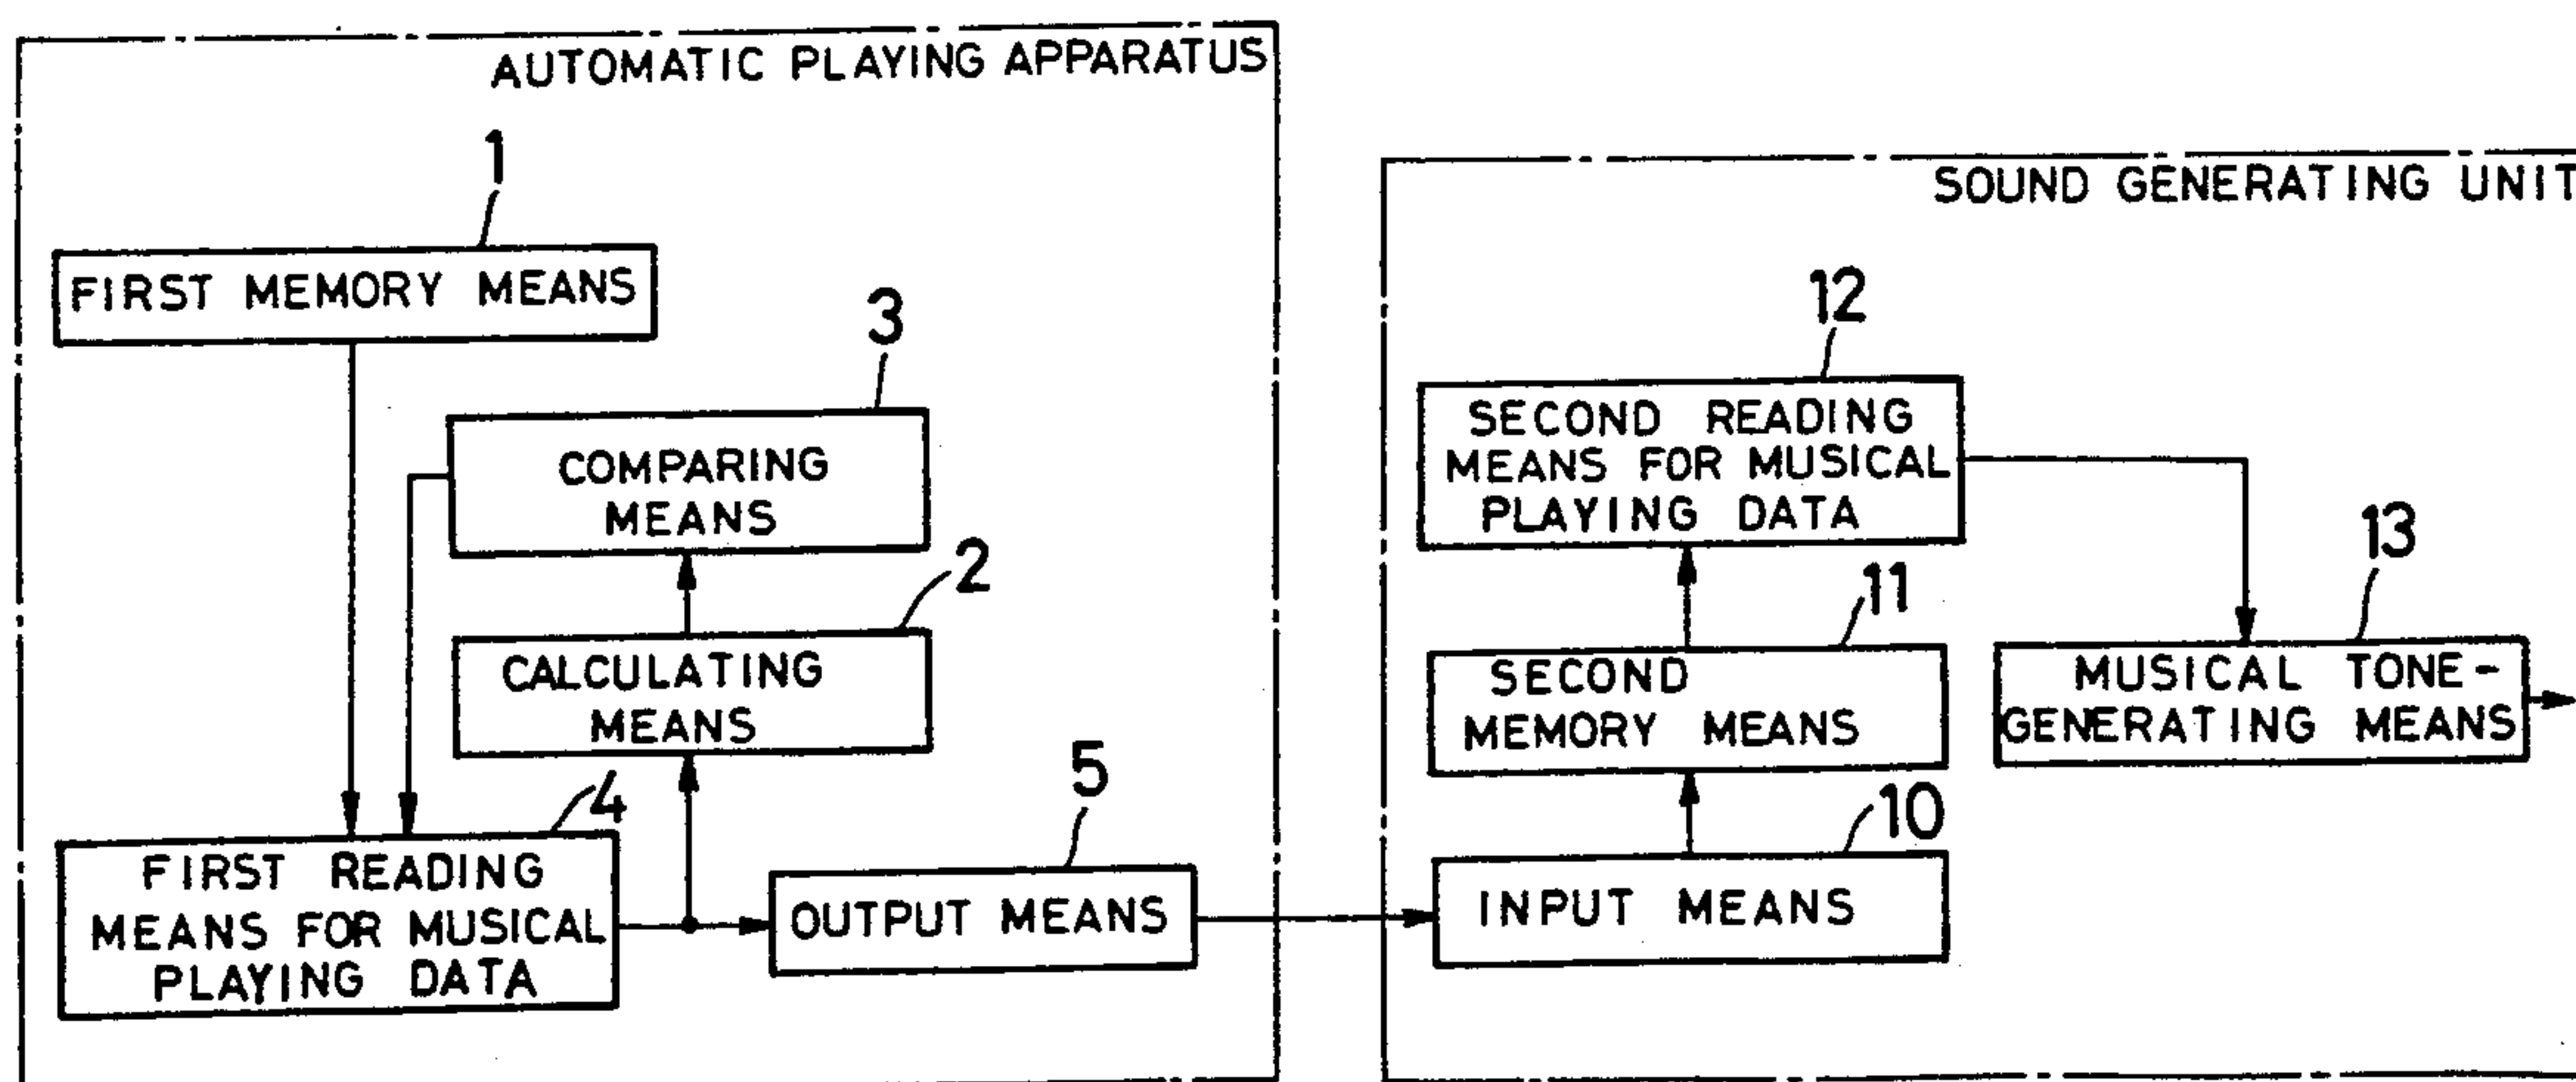 AUTOMATIC PLAYING APPARATUS
1
FIRST MEMORY MEANS
3
COMPARING
MEANS
2
CALCULATING
MEANS
4
FIRST READING
MEANS FOR MUSICAL
PLAYING DATA
5
OUTPUT MEANS
SOUND GENERATING UNIT
12
SECOND READING
MEANS FOR MUSICAL
PLAYING DATA
11
SECOND
MEMORY MEANS
10
INPUT MEANS
13
MUSICAL TONE-
GENERATING MEANS